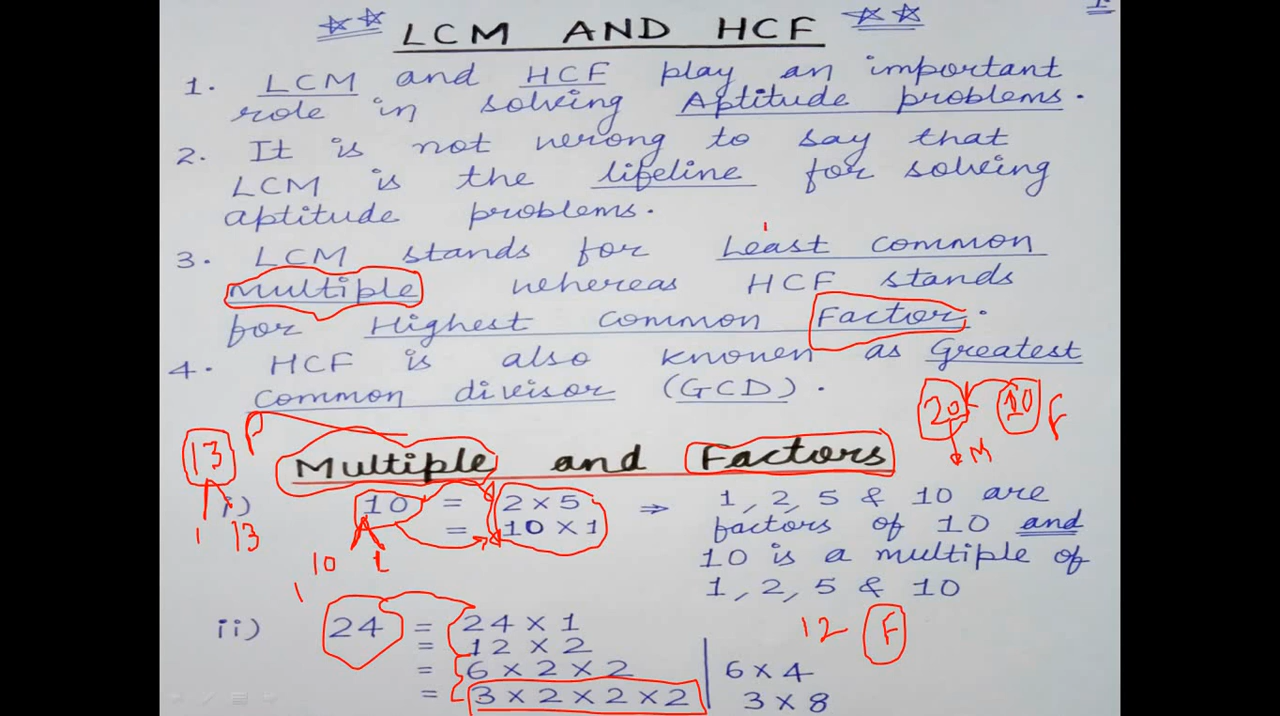 LCM AND HCF
1. LCM and HCF play an important
role in solving Aptitude problems.
2. It is not wrong to say that
LCM is the lifeline for solving
aptitude problems.
3. LCM stands for Least common
Multiple whereas HCF stands
for Highest common Factor.
4. HCF is also known as Greatest
common divisor (GCD).
20 10 F
M
13
1 13
P
Multiple and Factors
i) 10 = 2 × 5 ⇒ 1, 2, 5 & 10 are
= 10 × 1 factors of 10 and
10 is a multiple of
1, 2, 5 & 10
10 1
1
ii) 24 = 24 × 1
12 F
= 12 × 2
= 6 × 2 × 2 | 6 × 4
= 3 × 2 × 2 × 2 | 3 × 8